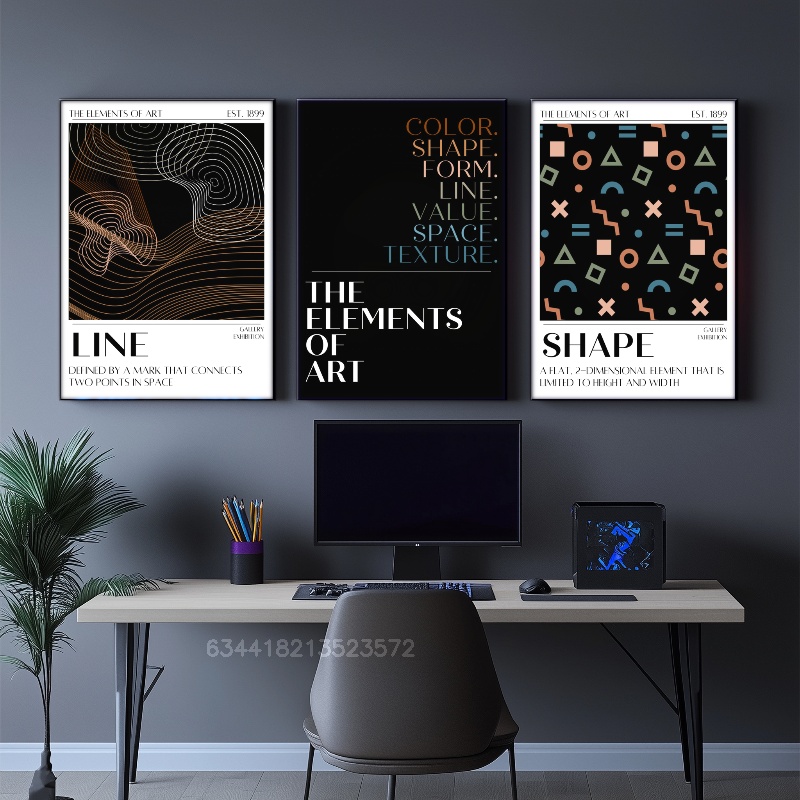 THE ELEMENTS OF ART
EST. 1899
LINE
GALLERY
EXHIBITION
DEFINED BY A MARK THAT CONNECTS
TWO POINTS IN SPACE
COLOR.
SHAPE.
FORM.
LINE.
VALUE.
SPACE.
TEXTURE.
THE
ELEMENTS
OF
ART
THE ELEMENTS OF ART
EST. 1899
SHAPE
GALLERY
EXHIBITION
A FLAT, 2-DIMENSIONAL ELEMENT THAT IS
LIMITED TO HEIGHT AND WIDTH
634418213523572